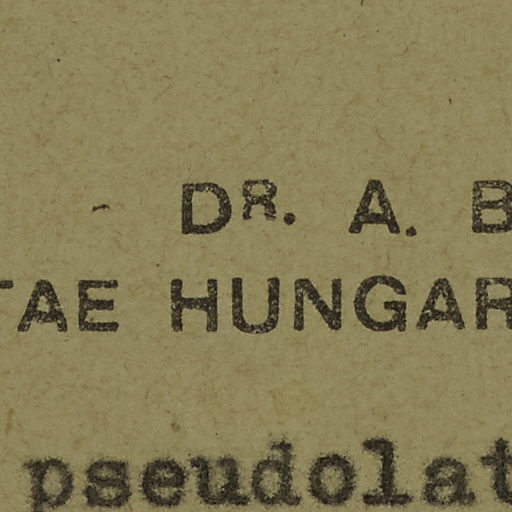 DR. A. B
TAE HUNGAR
pseudolat